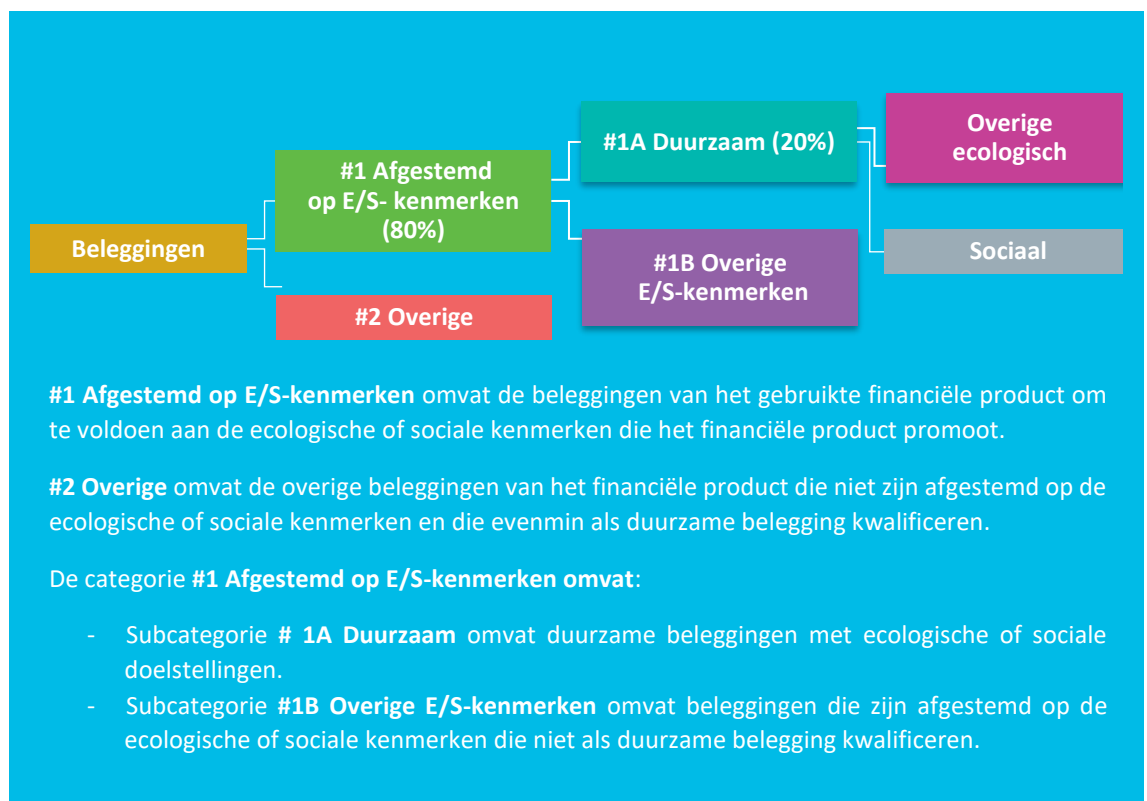 Beleggingen
#1 Afgestemd
op E/S- kenmerken
(80%)
#2 Overige
#1A Duurzaam (20%)
#1B Overige
E/S-kenmerken
Overige
ecologisch
Sociaal
#1 Afgestemd op E/S-kenmerken omvat de beleggingen van het gebruikte financiële product om
te voldoen aan de ecologische of sociale kenmerken die het financiële product promoot.
#2 Overige omvat de overige beleggingen van het financiële product die niet zijn afgestemd op de
ecologische of sociale kenmerken en die evenmin als duurzame belegging kwalificeren.
De categorie #1 Afgestemd op E/S-kenmerken omvat:
- Subcategorie # 1A Duurzaam omvat duurzame beleggingen met ecologische of sociale
doelstellingen.
- Subcategorie #1B Overige E/S-kenmerken omvat beleggingen die zijn afgestemd op de
ecologische of sociale kenmerken die niet als duurzame belegging kwalificeren.